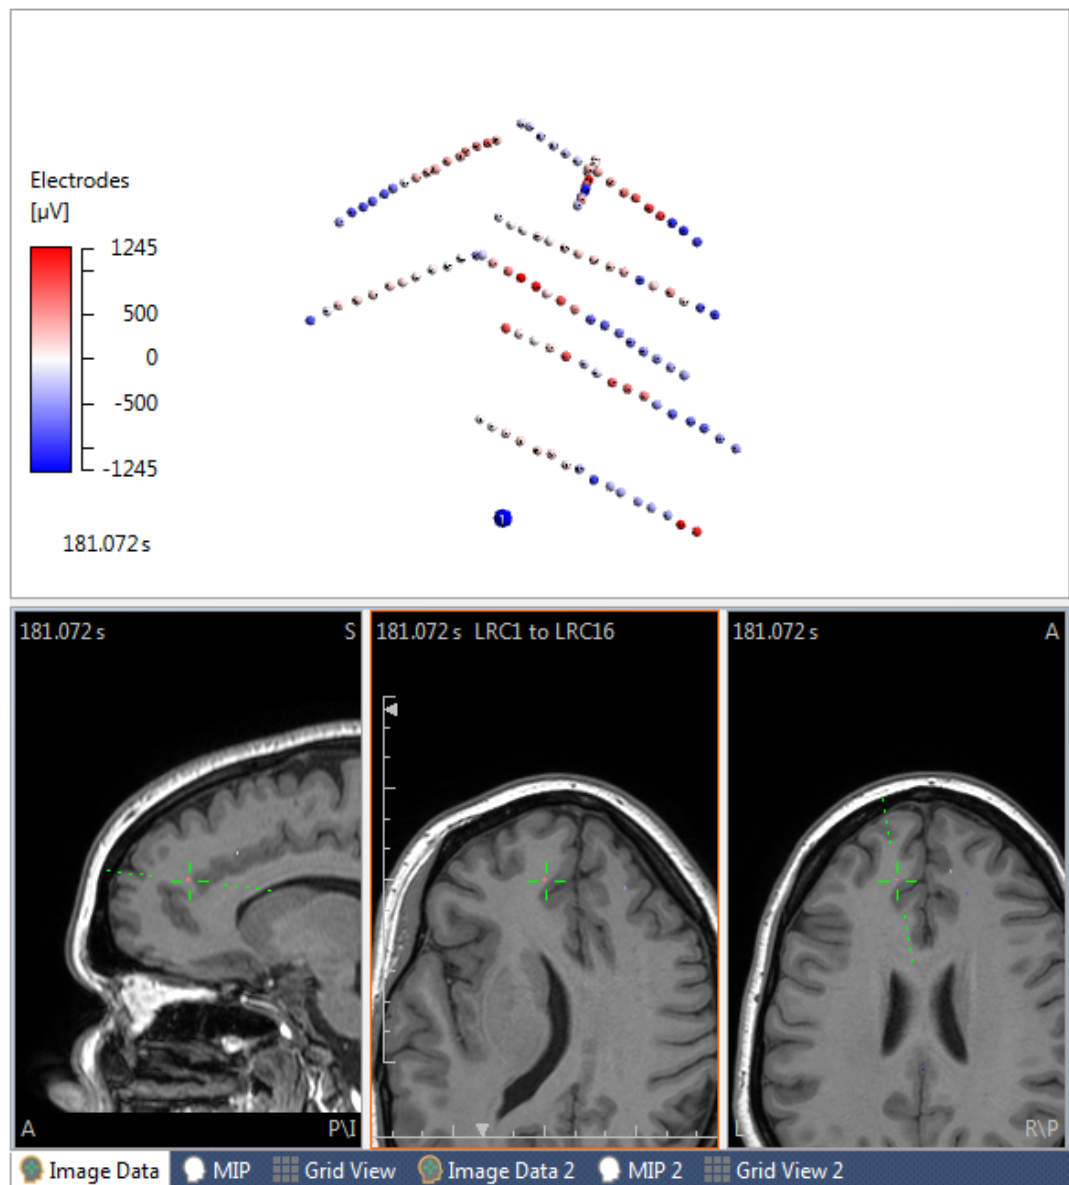 Electrodes
[µV]
1245
500
0
-500
-1245
181.072 s
1
181.072 s S
181.072 s LRC1 to LRC16
181.072 s A
A P\I
L R\P
Image Data MIP Grid View Image Data 2 MIP 2 Grid View 2